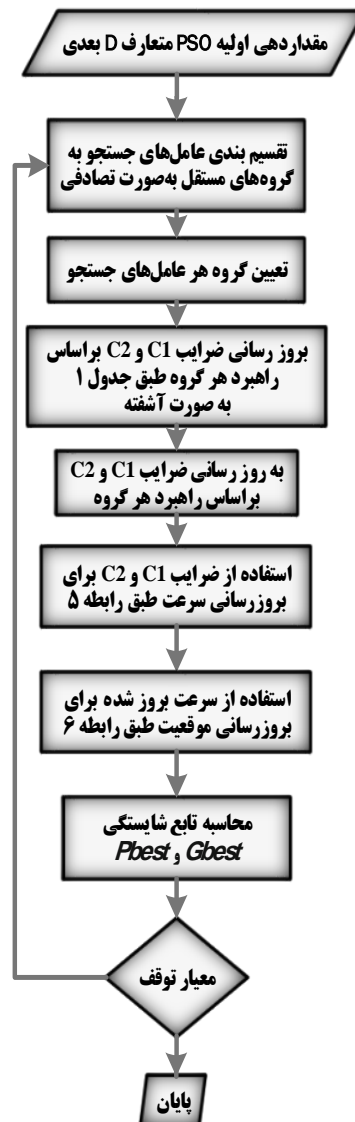 مقداردهی اولیه PSO متعارف D بعدی
تقسیم بندی عامل‌های جستجو به
گروه‌های مستقل به‌صورت تصادفی
تعیین گروه هر عامل‌های جستجو
بروز رسانی ضرایب C1 و C2 براساس
راهبرد هر گروه طبق جدول ۱
به صورت آشفته
به روز رسانی ضرایب C1 و C2
براساس راهبرد هر گروه
استفاده از ضرایب C1 و C2 برای
بروزرسانی سرعت طبق رابطه ۵
استفاده از سرعت بروز شده برای
بروزرسانی موقعیت طبق رابطه ۶
محاسبه تابع شایستگی
Gbest و Pbest
معیار توقف
پایان